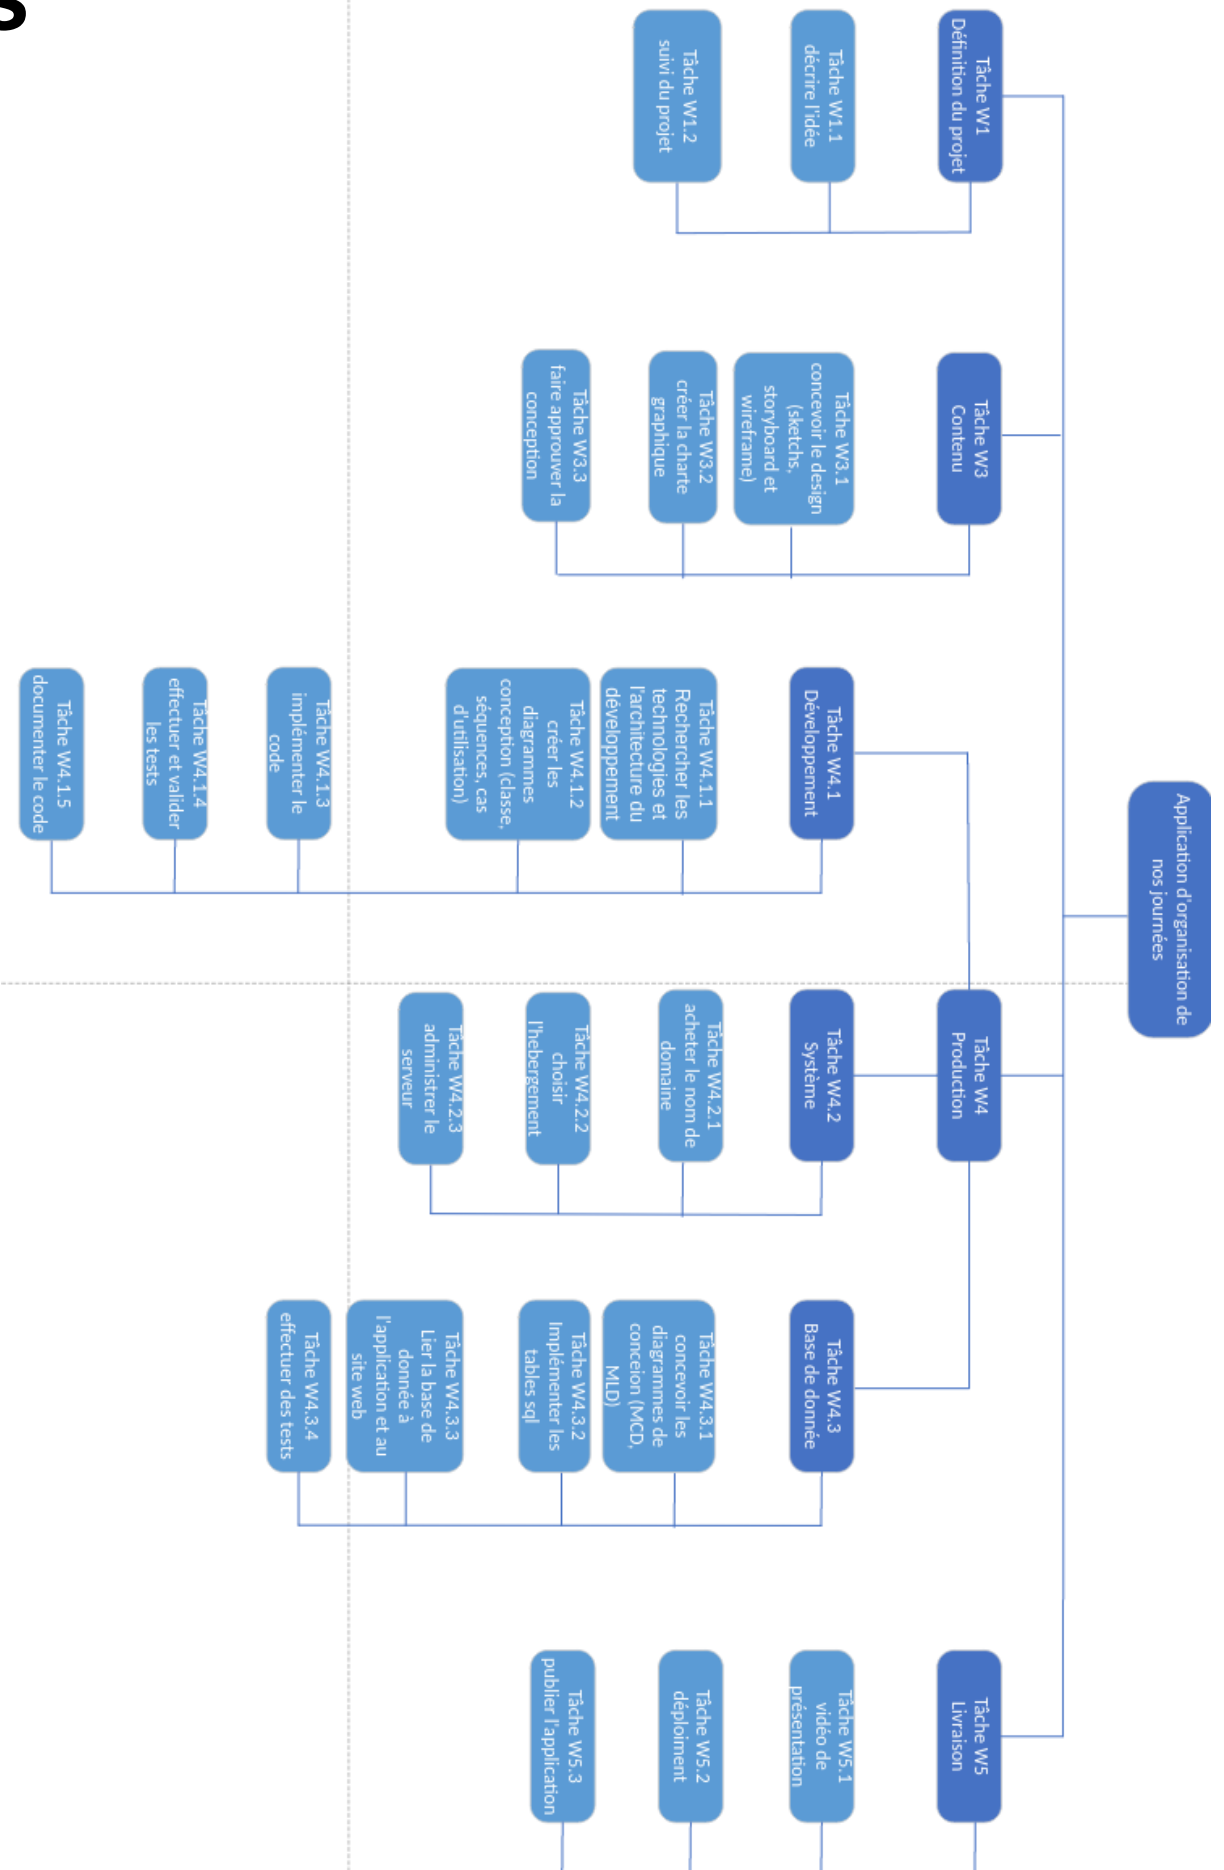 s
Application d'organisation de
nos journées
Tâche W1
Définition du projet
Tâche W1.1
décrire l'idée
Tâche W1.2
suivi du projet
Tâche W3
Contenu
Tâche W3.1
concevoir le design
(sketchs,
storyboard et
wireframe)
Tâche W3.2
créer la charte
graphique
Tâche W3.3
faire approuver la
conception
Tâche W4
Production
Tâche W4.1
Développement
Tâche W4.1.1
Rechercher les
technologies et
l'architecture du
développement
Tâche W4.1.2
créer les
diagrammes
conception (classe,
séquences, cas
d'utilisation)
Tâche W4.1.3
implémenter le
code
Tâche W4.1.4
effectuer et valider
les tests
Tâche W4.1.5
documenter le code
Tâche W4.2
Système
Tâche W4.2.1
acheter le nom de
domaine
Tâche W4.2.2
choisir
l'hebergement
Tâche W4.2.3
administrer le
serveur
Tâche W4.3
Base de donnée
Tâche W4.3.1
concevoir les
diagrammes de
conceion (MCD,
MLD)
Tâche W4.3.2
Implémenter les
tables sql
Tâche W4.3.3
Lier la base de
donnée à
l'application et au
site web
Tâche W4.3.4
effectuer des tests
Tâche W5
Livraison
Tâche W5.1
vidéo de
présentation
Tâche W5.2
déploiment
Tâche W5.3
publier l'application